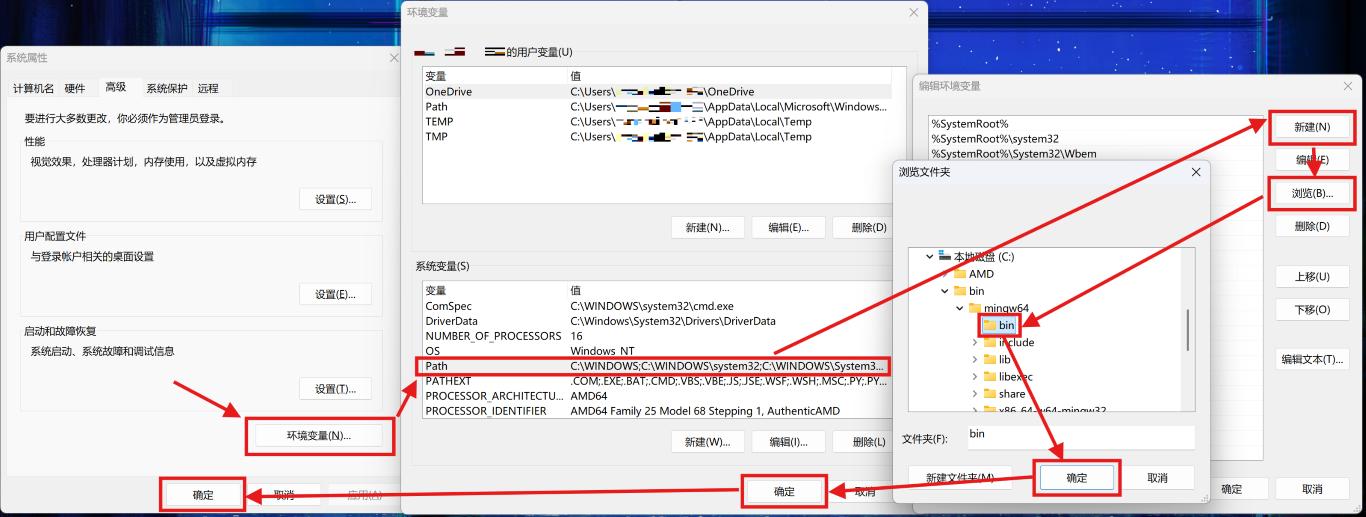 系统属性
计算机名 硬件 高级 系统保护 远程
要进行大多数更改，你必须作为管理员登录。
性能
视觉效果，处理器计划，内存使用，以及虚拟内存
设置(S)...
用户配置文件
与登录帐户相关的桌面设置
设置(E)...
启动和故障恢复
系统启动、系统故障和调试信息
设置(T)...
环境变量(N)...
确定 取消 应用(A)
环境变量
的用户变量(U)
变量 值
OneDrive C:\Users\ \OneDrive
Path C:\Users\ \AppData\Local\Microsoft\Windows...
TEMP C:\Users\ \AppData\Local\Temp
TMP C:\Users\ \AppData\Local\Temp
新建(N)... 编辑(E)... 删除(D)
系统变量(S)
变量 值
ComSpec C:\WINDOWS\system32\cmd.exe
DriverData C:\Windows\System32\Drivers\DriverData
NUMBER_OF_PROCESSORS 16
OS Windows_NT
Path C:\WINDOWS;C:\WINDOWS\system32;C:\WINDOWS\System3...
PATHEXT .COM;.EXE;.BAT;.CMD;.VBS;.VBE;.JS;.JSE;.WSF;.WSH;.MSC;.PY;.PY...
PROCESSOR_ARCHITECTU... AMD64
PROCESSOR_IDENTIFIER AMD64 Family 25 Model 68 Stepping 1, AuthenticAMD
新建(W)... 编辑(I)... 删除(L)
确定 取消
编辑环境变量
%SystemRoot%
%SystemRoot%\system32
%SystemRoot%\System32\Wbem
新建(N)
编辑(E)
浏览(B)...
删除(D)
上移(U)
下移(O)
编辑文本(T)...
确定 取消
浏览文件夹
本地磁盘 (C:)
AMD
bin
mingw64
bin
include
lib
libexec
share
x86_64-w64-mingw32
文件夹(F): bin
新建文件夹(M) 确定 取消